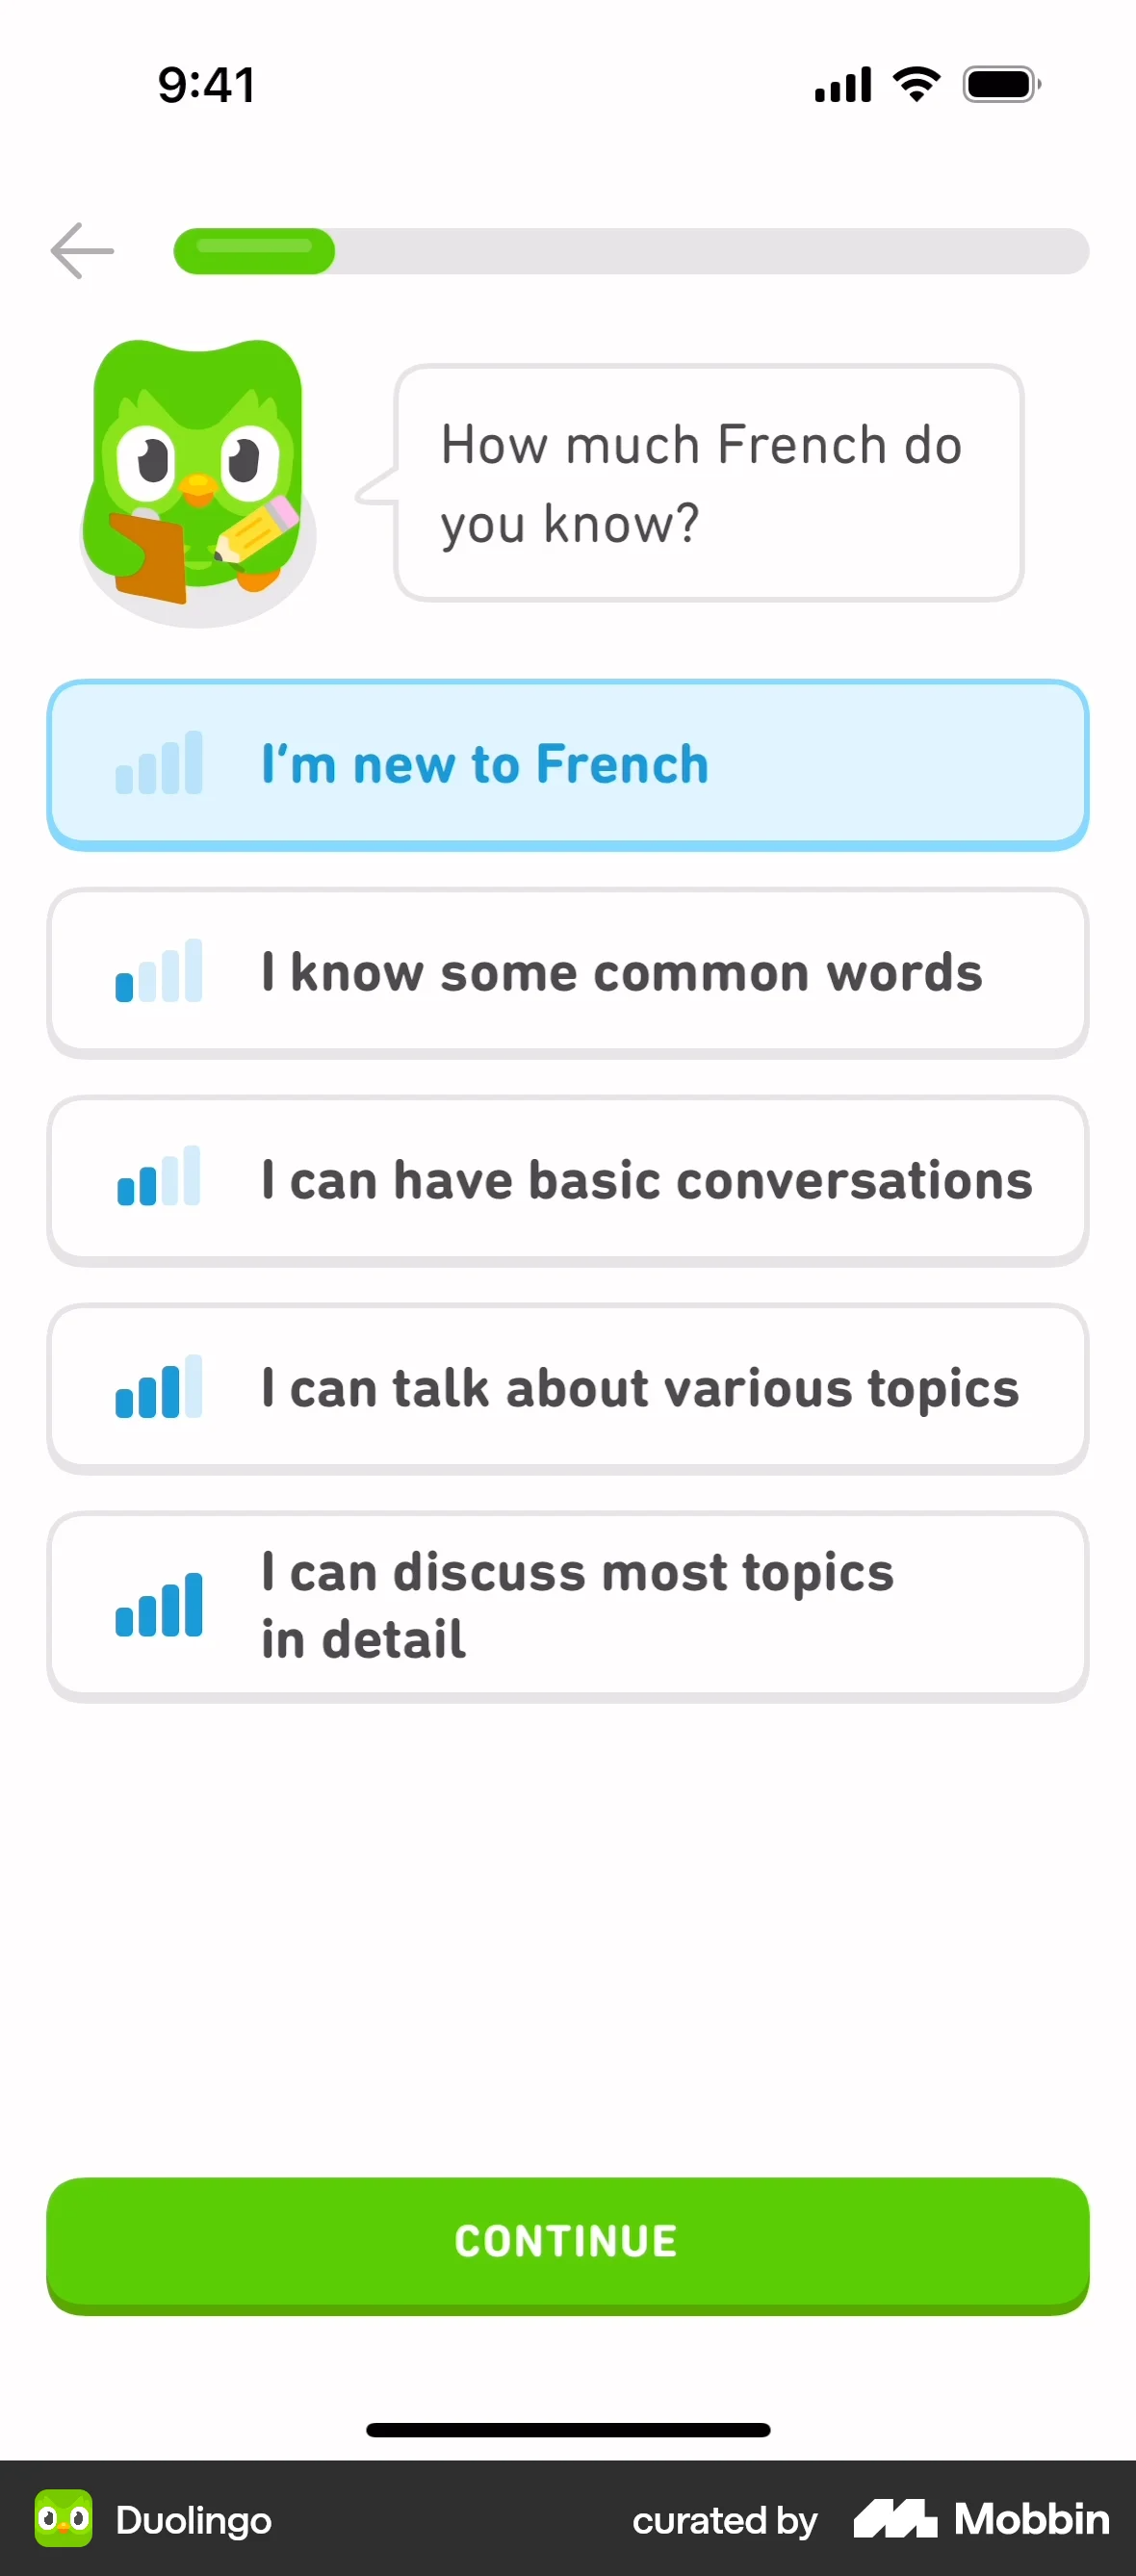 9:41
How much French do
you know?
I'm new to French
I know some common words
I can have basic conversations
I can talk about various topics
I can discuss most topics
in detail
CONTINUE
Duolingo
curated by Mobbin